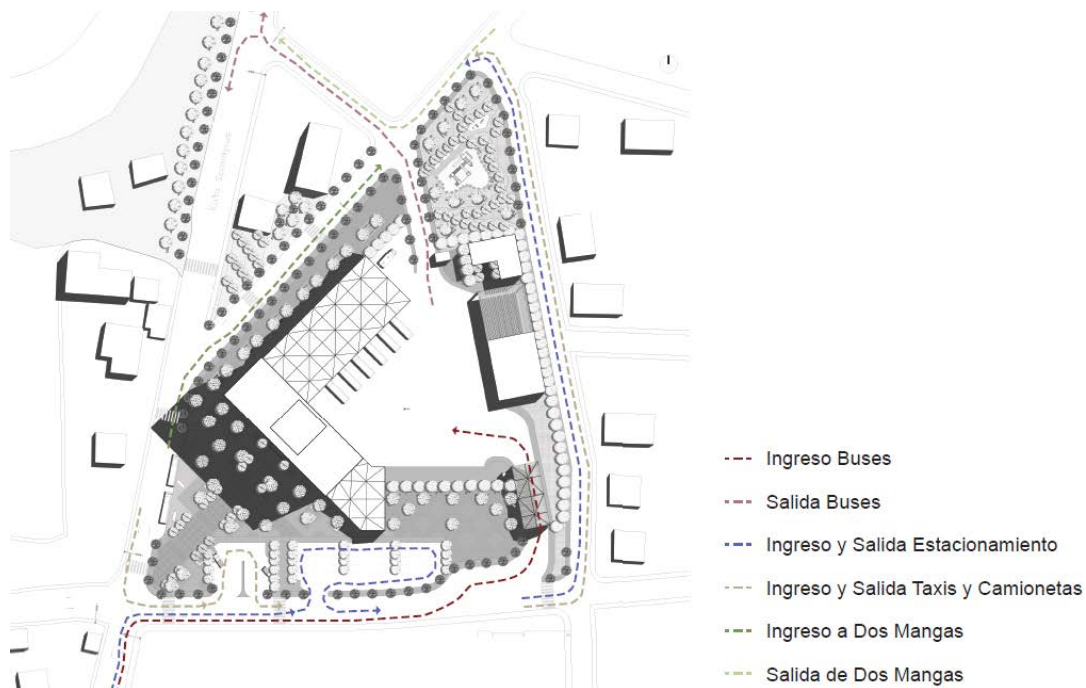 Ingreso Buses
Salida Buses
Ingreso y Salida Estacionamiento
Ingreso y Salida Taxis y Camionetas
Ingreso a Dos Mangas
Salida de Dos Mangas